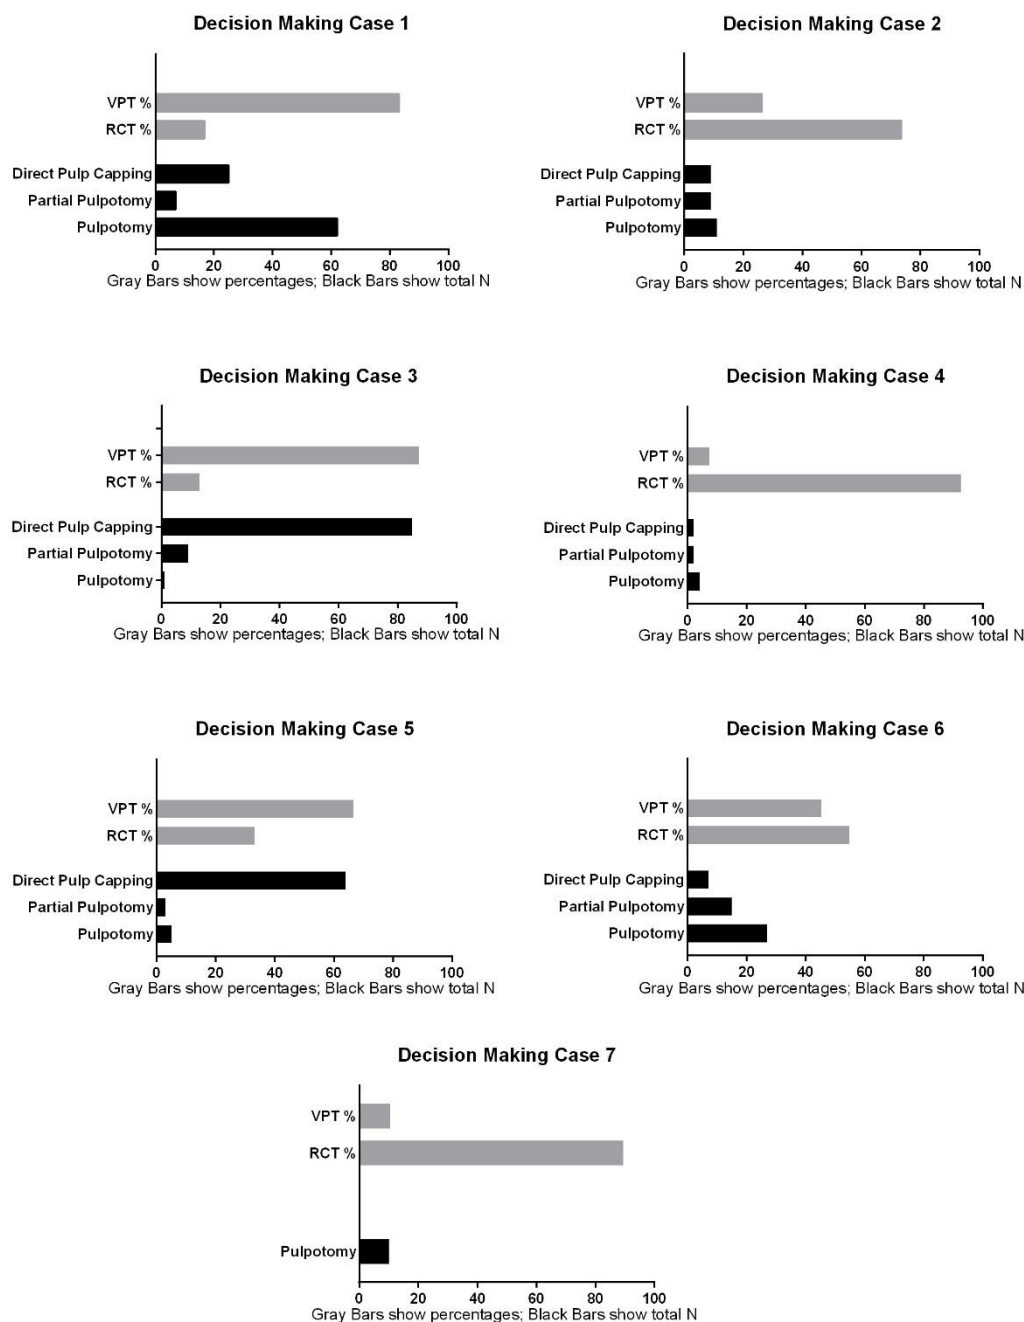 Decision Making Case 1
VPT %
RCT %
Direct Pulp Capping
Partial Pulpotomy
Pulpotomy
0 20 40 60 80 100
Gray Bars show percentages; Black Bars show total N
Decision Making Case 2
VPT %
RCT %
Direct Pulp Capping
Partial Pulpotomy
Pulpotomy
0 20 40 60 80 100
Gray Bars show percentages; Black Bars show total N
Decision Making Case 3
VPT %
RCT %
Direct Pulp Capping
Partial Pulpotomy
Pulpotomy
0 20 40 60 80 100
Gray Bars show percentages; Black Bars show total N
Decision Making Case 4
VPT %
RCT %
Direct Pulp Capping
Partial Pulpotomy
Pulpotomy
0 20 40 60 80 100
Gray Bars show percentages; Black Bars show total N
Decision Making Case 5
VPT %
RCT %
Direct Pulp Capping
Partial Pulpotomy
Pulpotomy
0 20 40 60 80 100
Gray Bars show percentages; Black Bars show total N
Decision Making Case 6
VPT %
RCT %
Direct Pulp Capping
Partial Pulpotomy
Pulpotomy
0 20 40 60 80 100
Gray Bars show percentages; Black Bars show total N
Decision Making Case 7
VPT %
RCT %
Pulpotomy
0 20 40 60 80 100
Gray Bars show percentages; Black Bars show total N